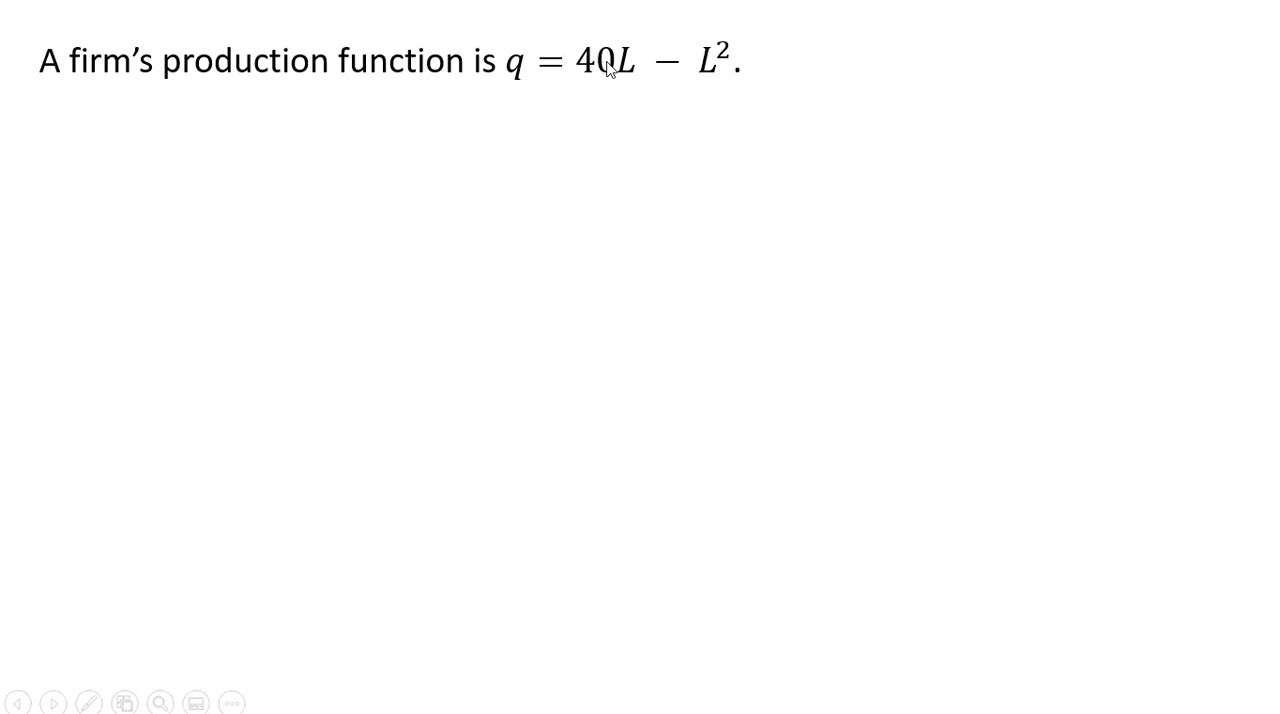 A firm’s production function is q = 40L − L².